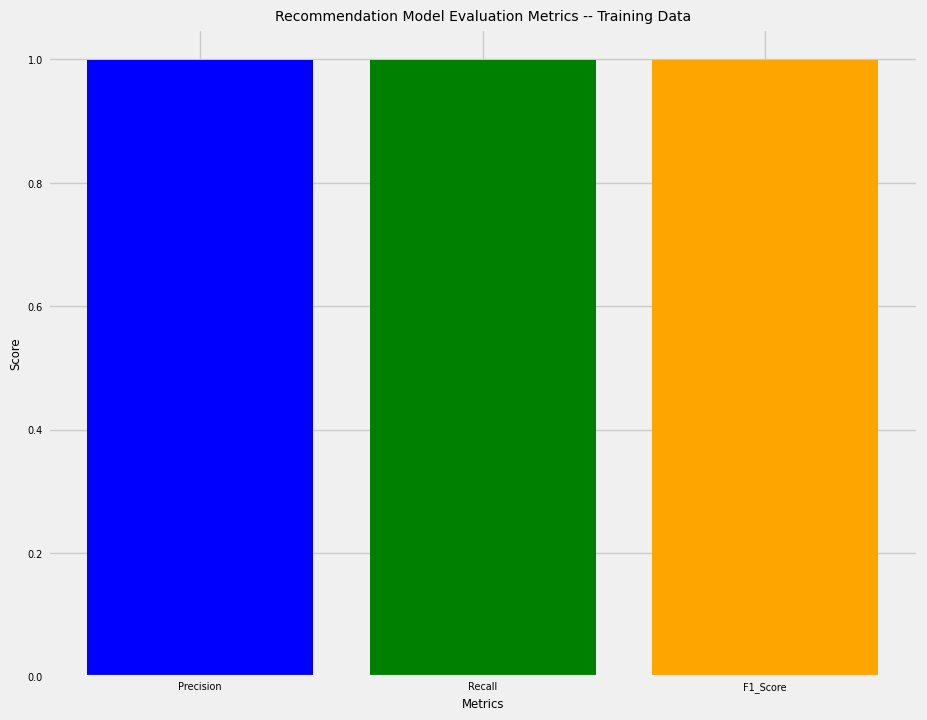 Recommendation Model Evaluation Metrics -- Training Data
1.0
0.8
0.6
0.4
0.2
0.0
Score
Precision
Recall
F1_Score
Metrics